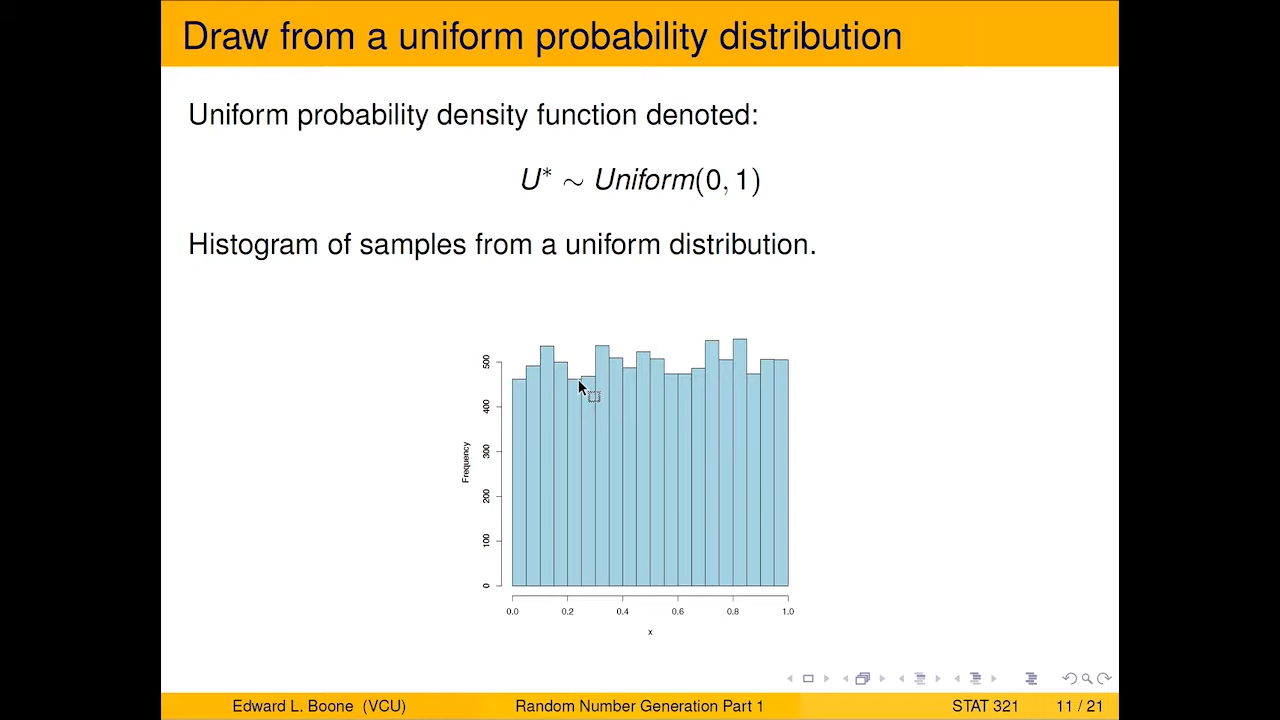 Draw from a uniform probability distribution
Uniform probability density function denoted:
U* ∼ Uniform(0, 1)
Histogram of samples from a uniform distribution.
500
400
300
200
100
0
Frequency
0.0 0.2 0.4 0.6 0.8 1.0
x
Edward L. Boone (VCU) Random Number Generation Part 1 STAT 321 11 / 21